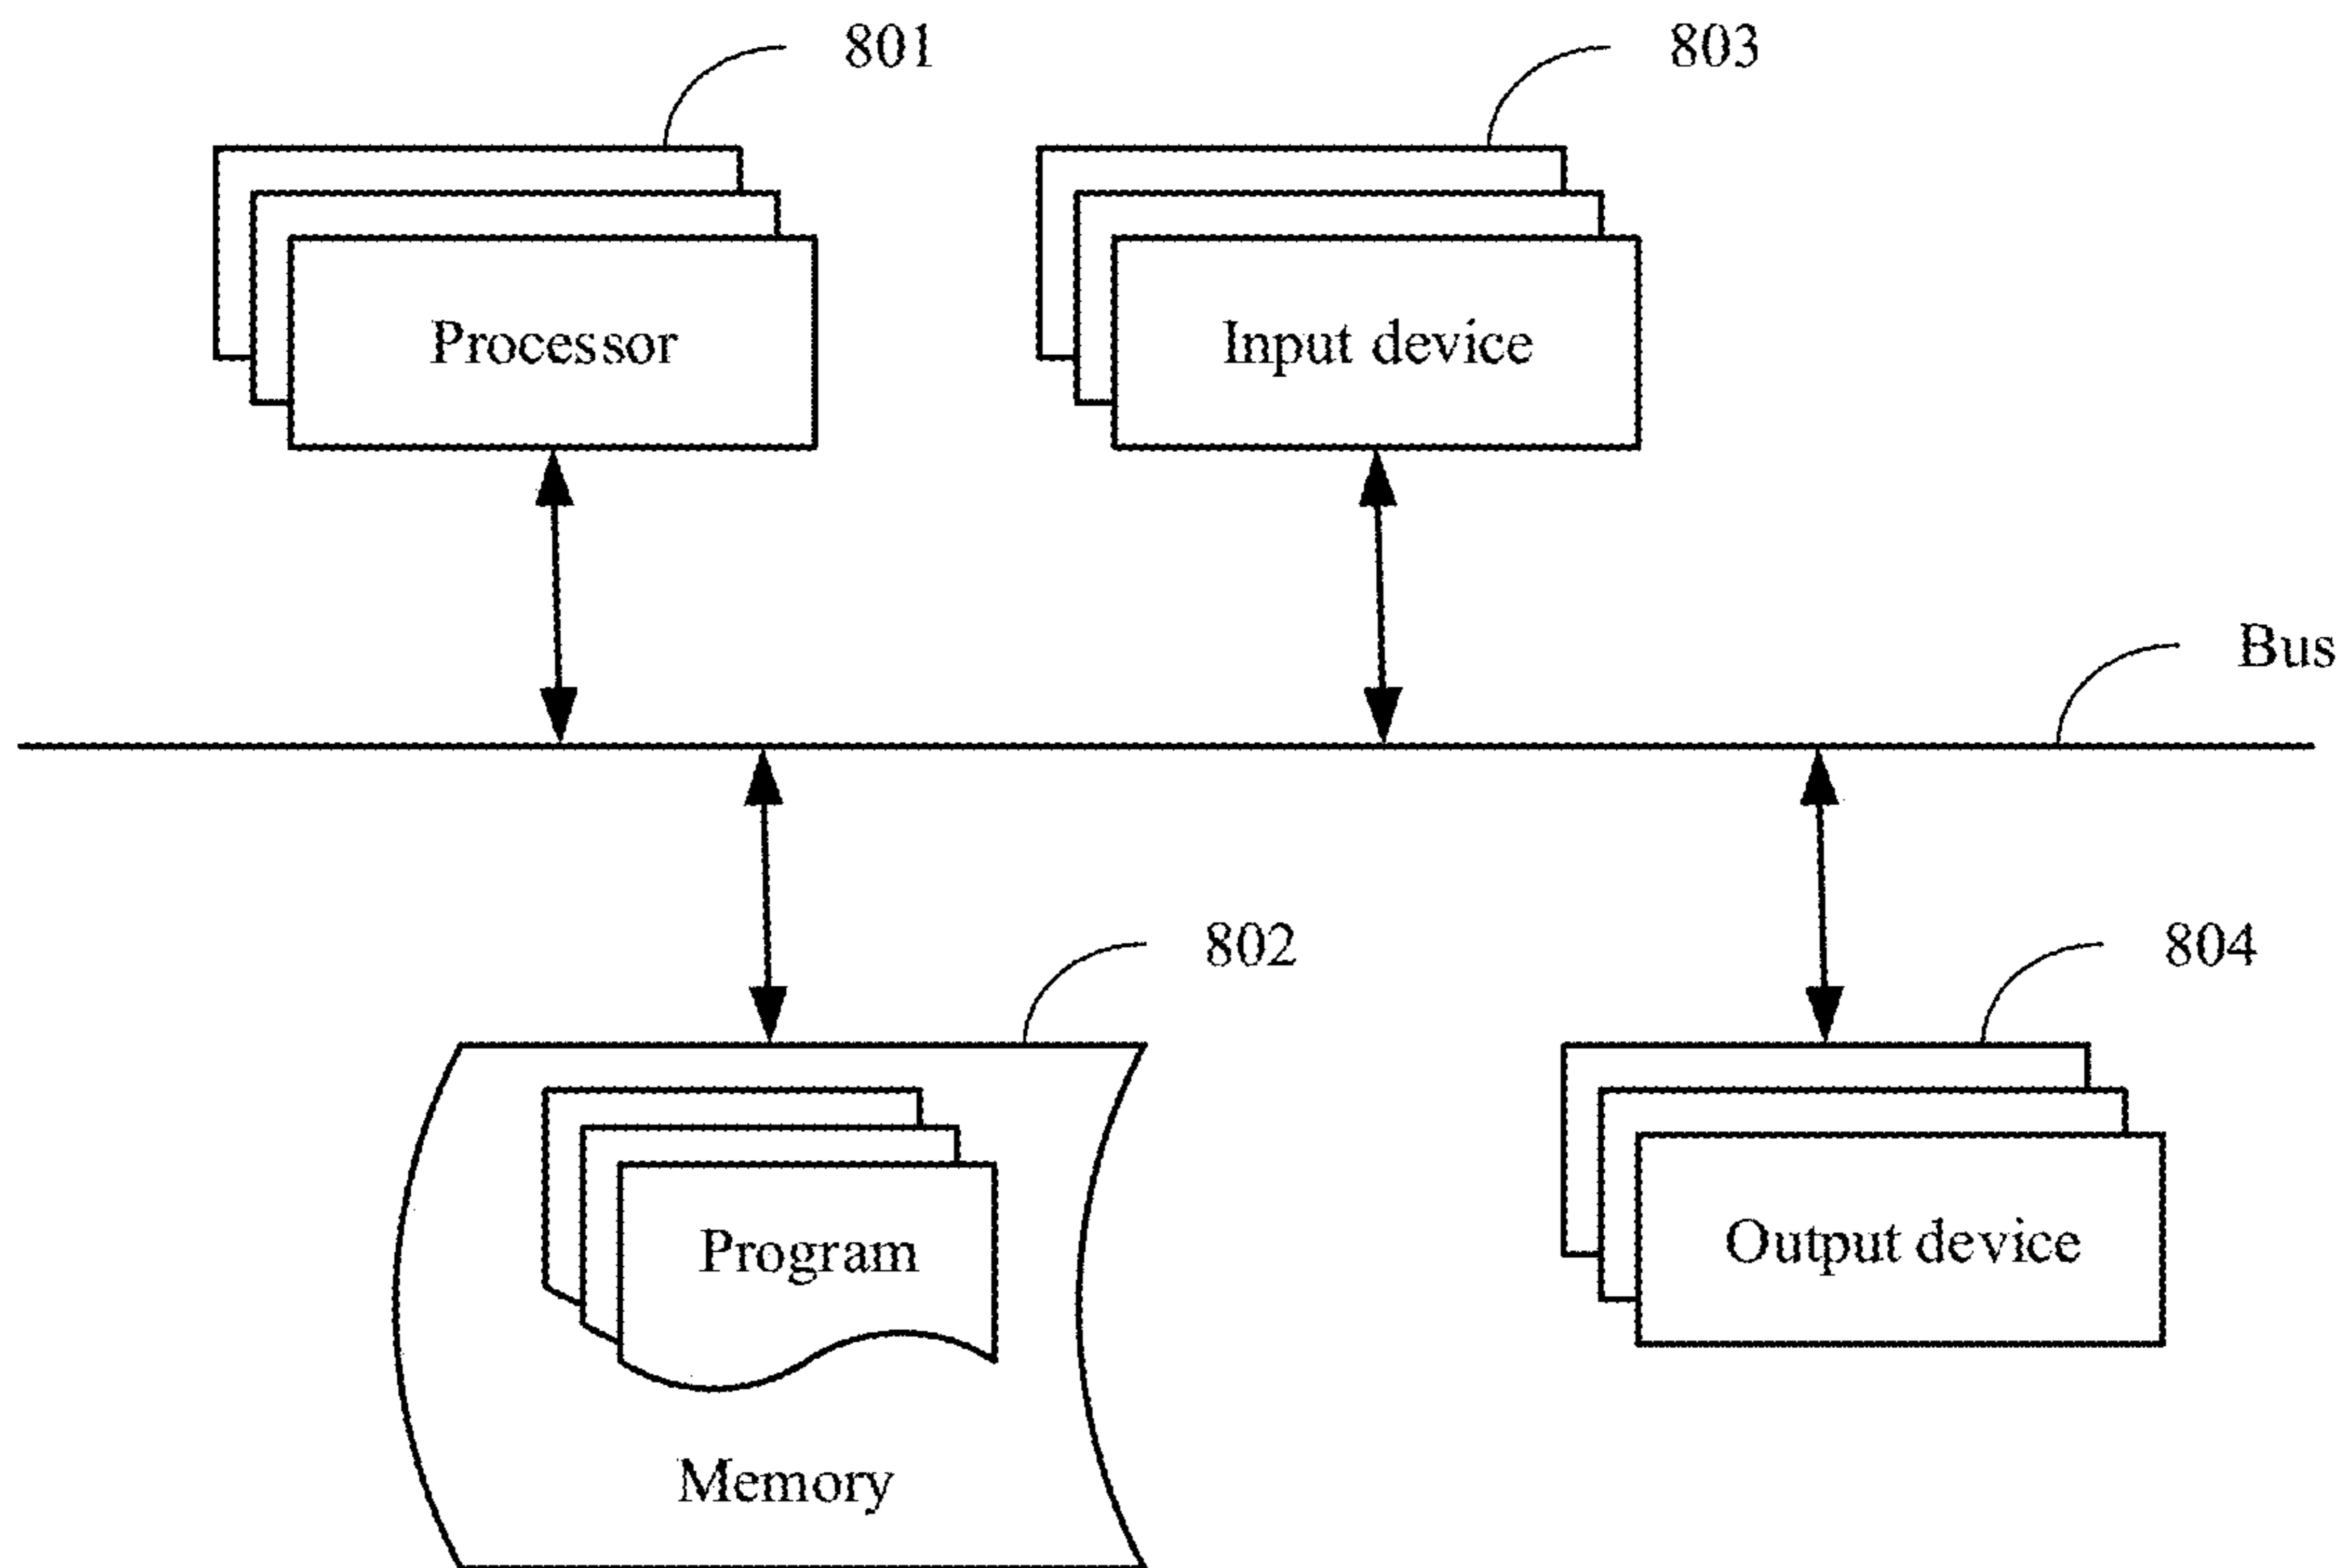 801
803
Processor
Input device
Bus
802
804
Program
Output device
Memory